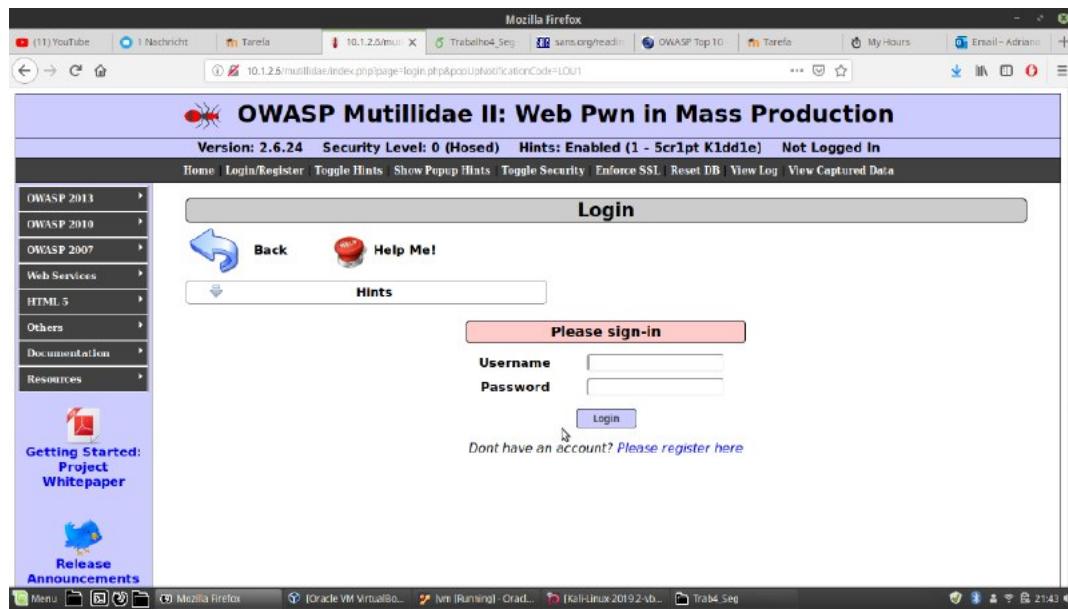 Mozilla Firefox
(11) YouTube
1 Nachricht
Tarefa
10.1.2.6/muti
Trabalho4_Seg
sans.org/readin
OWASP Top 10
Tarefa
My Hours
Email – Adriano
10.1.2.6/mutillidae/index.php?page=login.php&popUpNotificationCode=LOU1
OWASP Mutillidae II: Web Pwn in Mass Production
Version: 2.6.24 Security Level: 0 (Hosed) Hints: Enabled (1 - 5cr1pt K1dd1e) Not Logged In
Home Login/Register Toggle Hints Show Popup Hints Toggle Security Enforce SSL Reset DB View Log View Captured Data
OWASP 2013
OWASP 2010
OWASP 2007
Web Services
HTML 5
Others
Documentation
Resources
Getting Started:
Project
Whitepaper
Release
Announcements
Login
Back
Help Me!
Hints
Please sign-in
Username
Password
Login
Dont have an account? Please register here
Menu
Mozilla Firefox
[Oracle VM VirtualBo...
lvm [Running] - Oracl...
[Kali-Linux-2019.2-vb...
Trab4_Seg
21:43